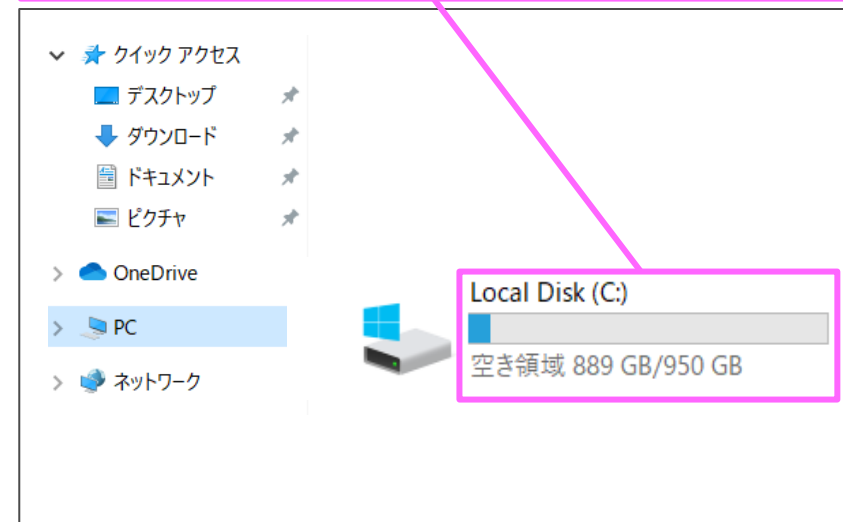 クイック アクセス
デスクトップ
ダウンロード
ドキュメント
ピクチャ
OneDrive
PC
ネットワーク
Local Disk (C:)
空き領域 889 GB/950 GB